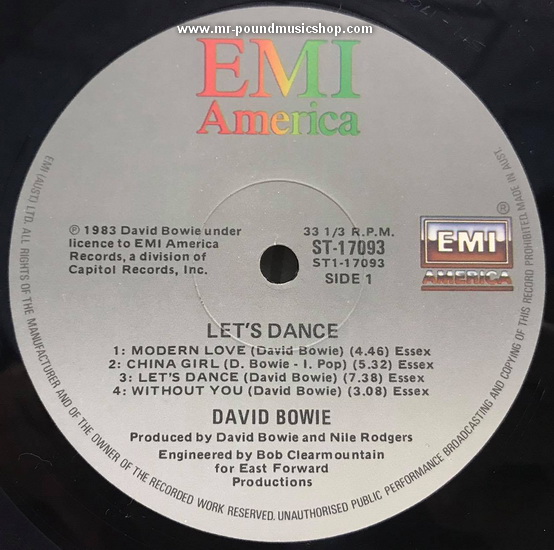 www.mr-poundmusicshop.com
EMI
America
EMI (AUST) LTD. ALL RIGHTS OF THE MANUFACTURER AND OF THE OWNER OF THE RECORDED WORK RESERVED. UNAUTHORISED PUBLIC PERFORMANCE BROADCASTING AND COPYING OF THIS RECORD PROHIBITED. MADE IN AUST.
℗ 1983 David Bowie under
licence to EMI America
Records, a division of
Capitol Records, Inc.
33 1/3 R.P.M.
ST-17093
ST1-17093
SIDE 1
®
EMI
AMERICA
LET'S DANCE
1: MODERN LOVE (David Bowie) (4.46) Essex
2: CHINA GIRL (D. Bowie - I. Pop) (5.32) Essex
3: LET'S DANCE (David Bowie) (7.38) Essex
4: WITHOUT YOU (David Bowie) (3.08) Essex
DAVID BOWIE
Produced by David Bowie and Nile Rodgers
Engineered by Bob Clearmountain
for East Forward
Productions